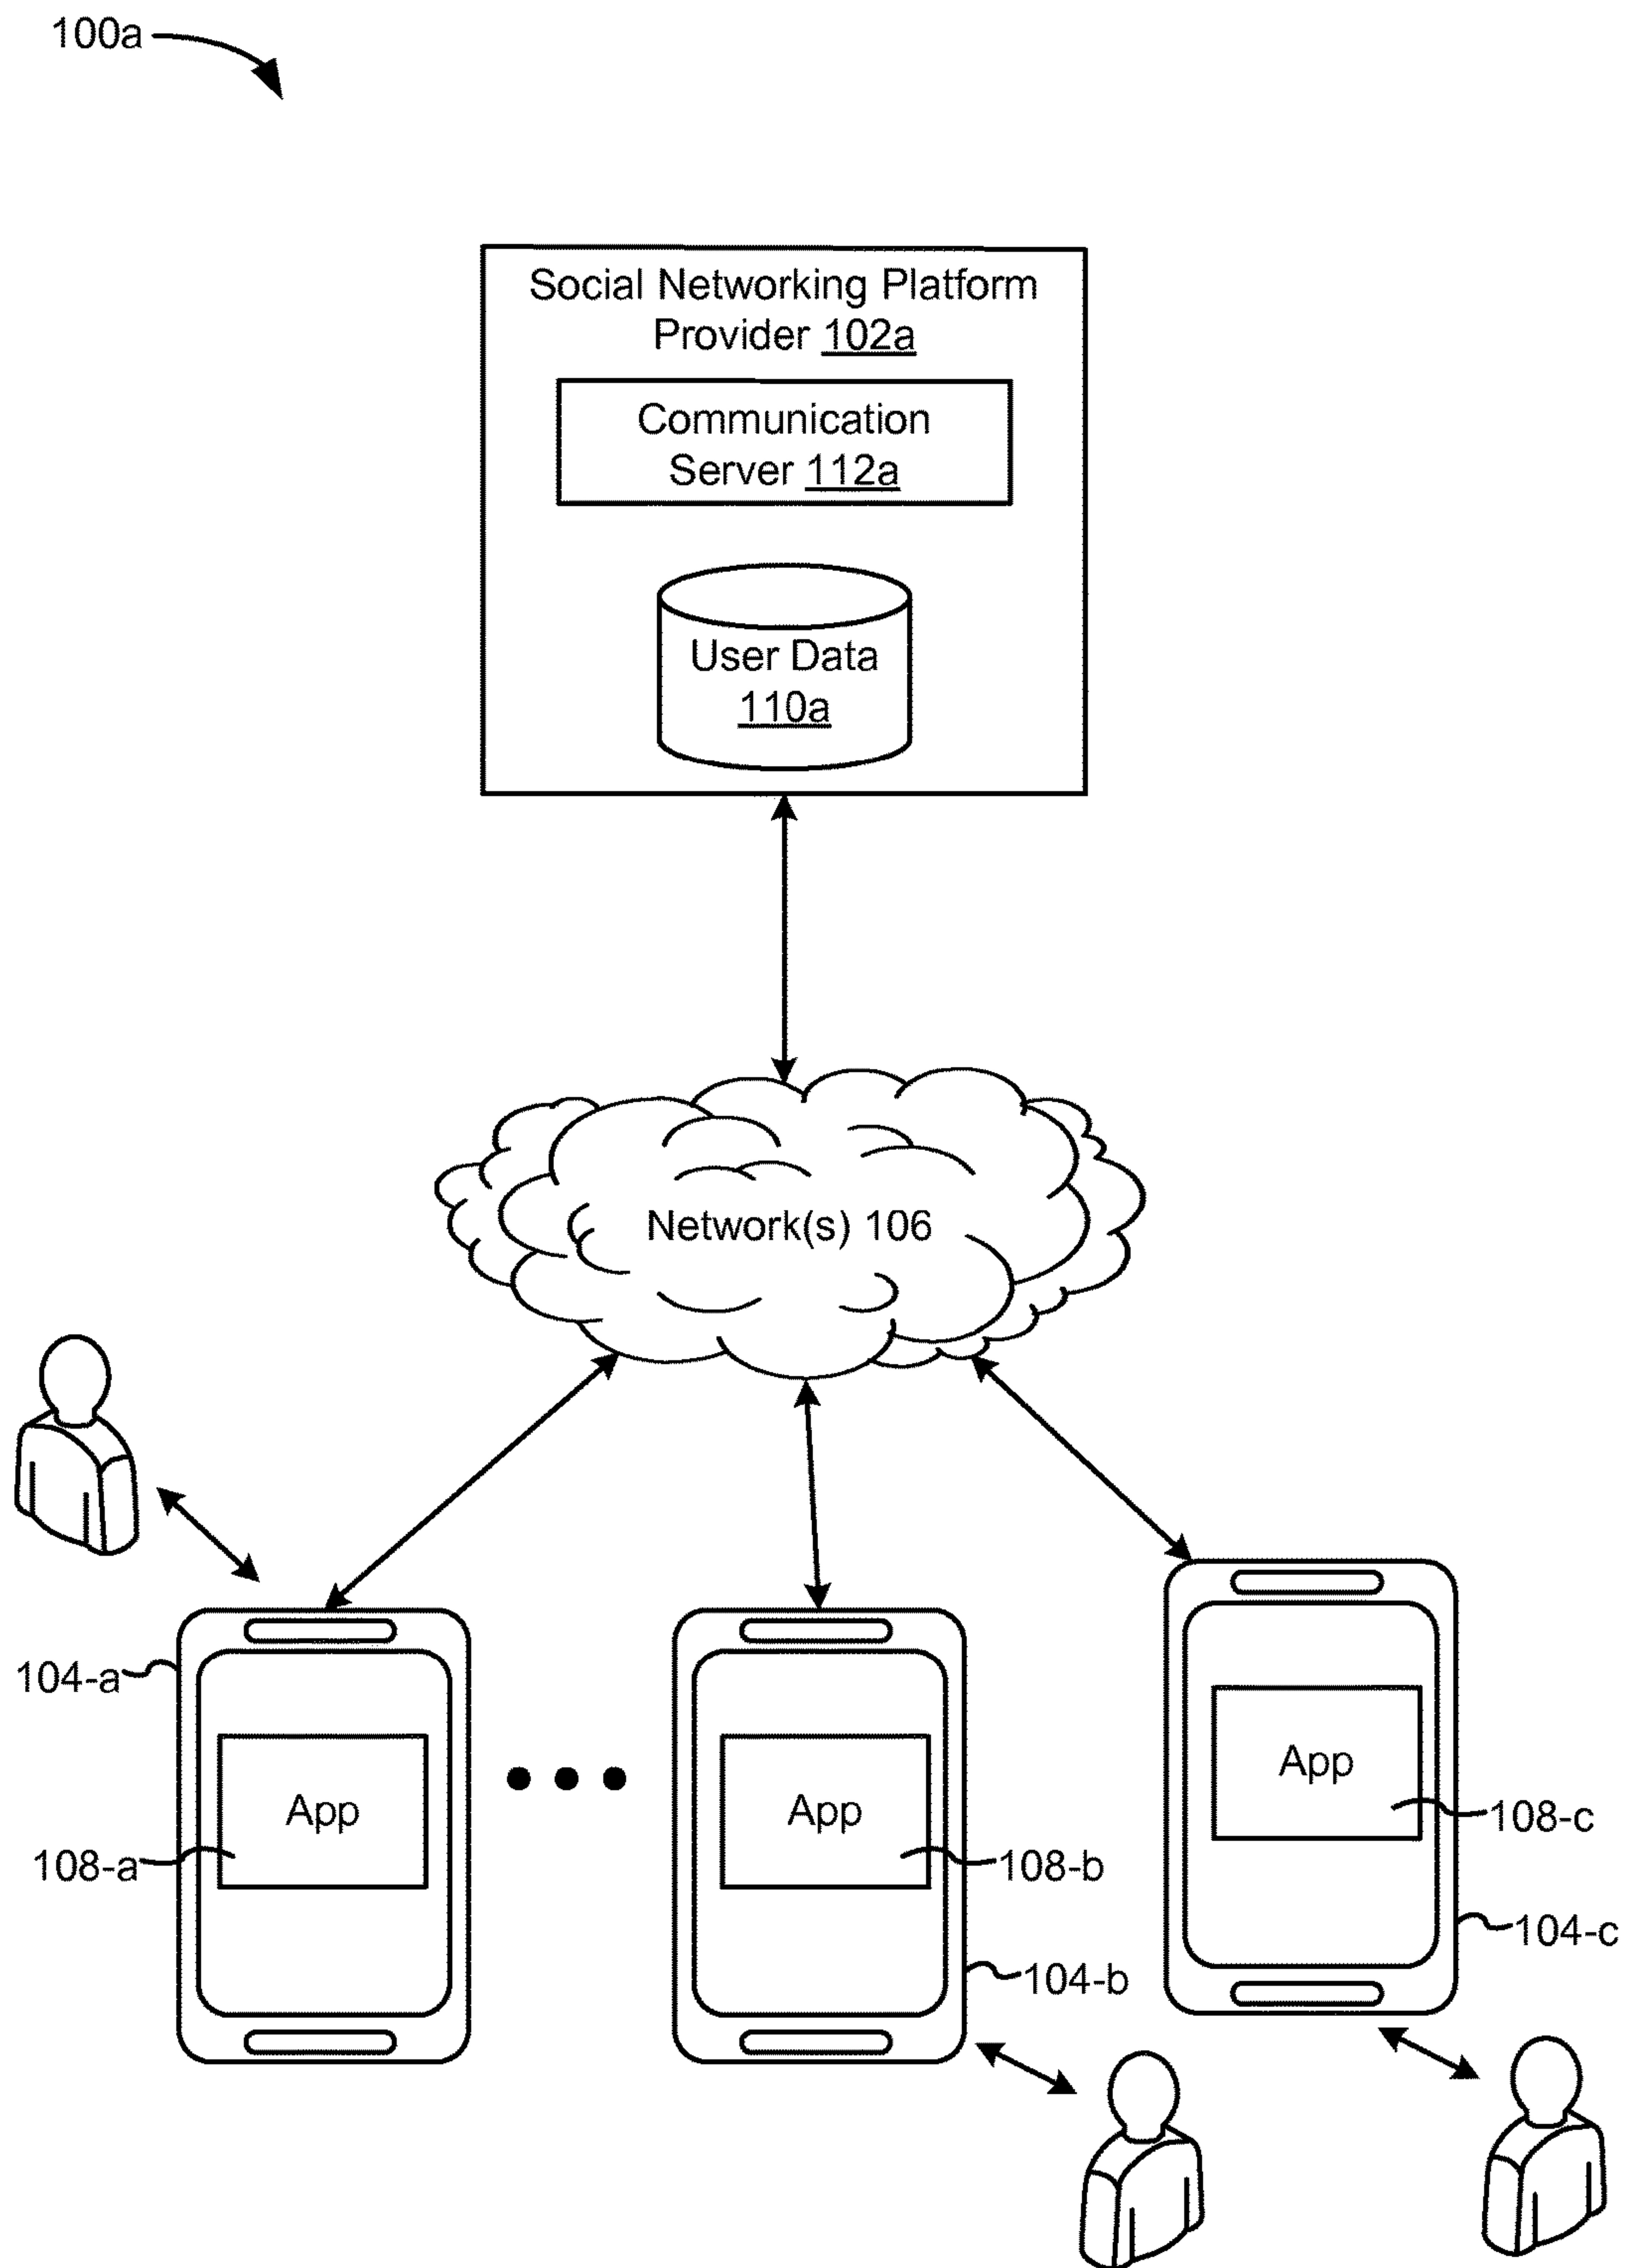 100a
Social Networking Platform
Provider 102a
Communication
Server 112a
User Data
110a
Network(s) 106
104-a
App
108-a
App
108-b
104-b
App
108-c
104-c